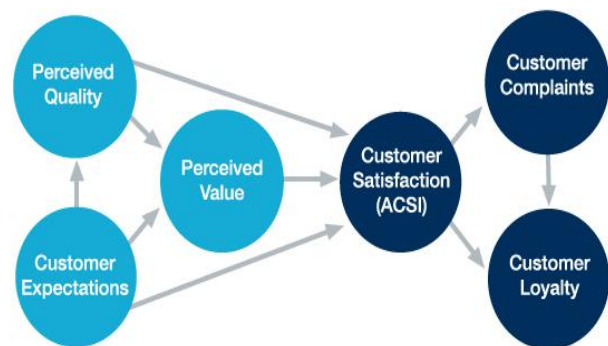 Perceived
Quality
Customer
Expectations
Perceived
Value
Customer
Satisfaction
(ACSI)
Customer
Complaints
Customer
Loyalty